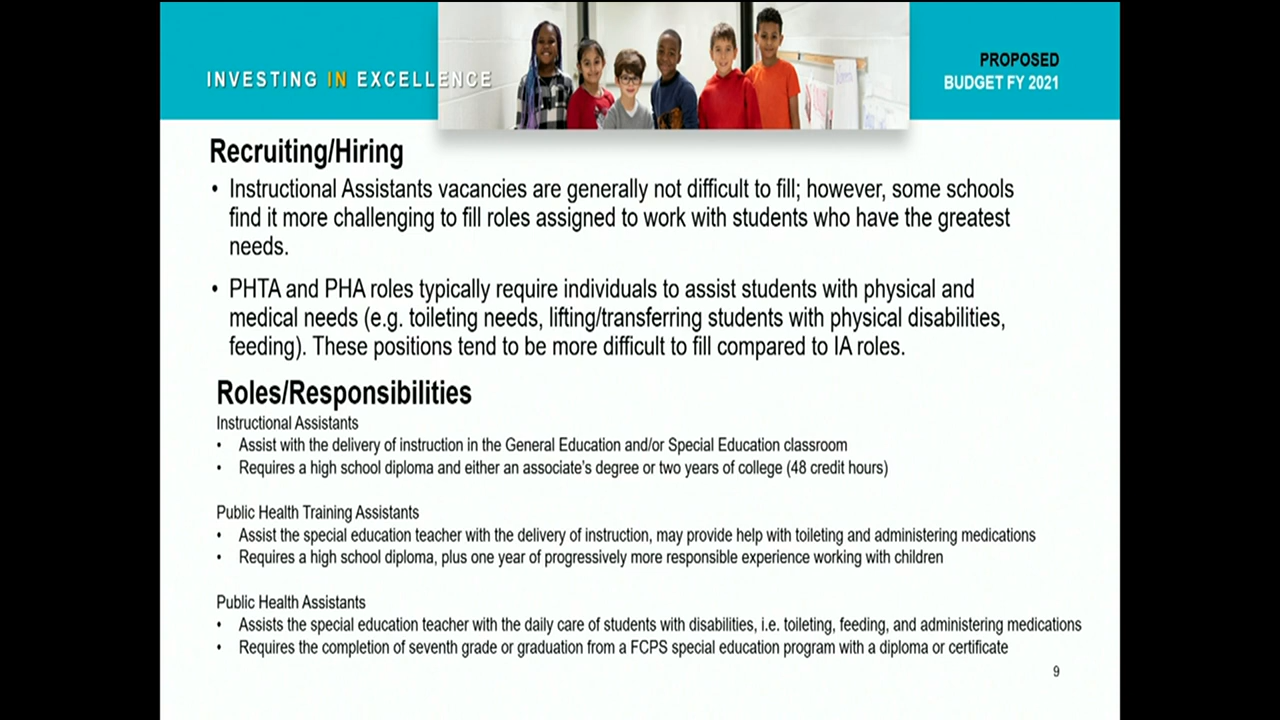 INVESTING IN EXCELLENCE
PROPOSED
BUDGET FY 2021
Recruiting/Hiring
• Instructional Assistants vacancies are generally not difficult to fill; however, some schools
find it more challenging to fill roles assigned to work with students who have the greatest
needs.
• PHTA and PHA roles typically require individuals to assist students with physical and
medical needs (e.g. toileting needs, lifting/transferring students with physical disabilities,
feeding). These positions tend to be more difficult to fill compared to IA roles.
Roles/Responsibilities
Instructional Assistants
• Assist with the delivery of instruction in the General Education and/or Special Education classroom
• Requires a high school diploma and either an associate's degree or two years of college (48 credit hours)
Public Health Training Assistants
• Assist the special education teacher with the delivery of instruction, may provide help with toileting and administering medications
• Requires a high school diploma, plus one year of progressively more responsible experience working with children
Public Health Assistants
• Assists the special education teacher with the daily care of students with disabilities, i.e. toileting, feeding, and administering medications
• Requires the completion of seventh grade or graduation from a FCPS special education program with a diploma or certificate
9